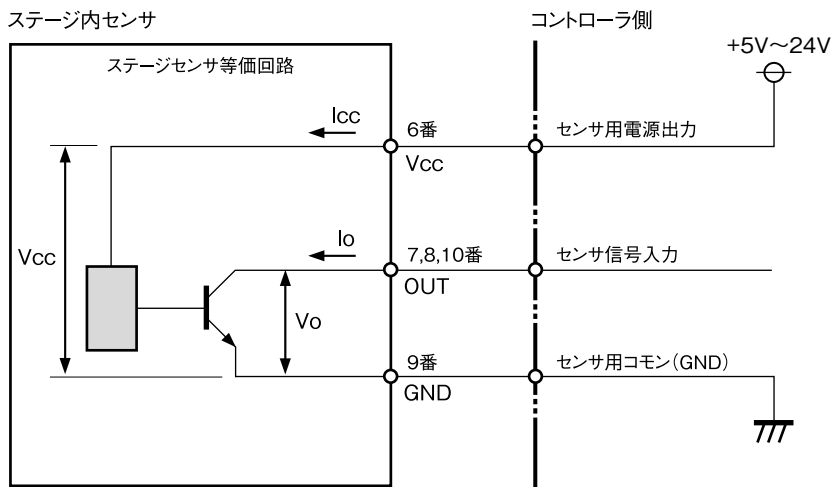 ステージ内センサ
コントローラ側
+5V～24V
ステージセンサ等価回路
Icc
6番
センサ用電源出力
Vcc
Vcc
Io
7,8,10番
センサ信号入力
OUT
Vo
9番
センサ用コモン(GND)
GND